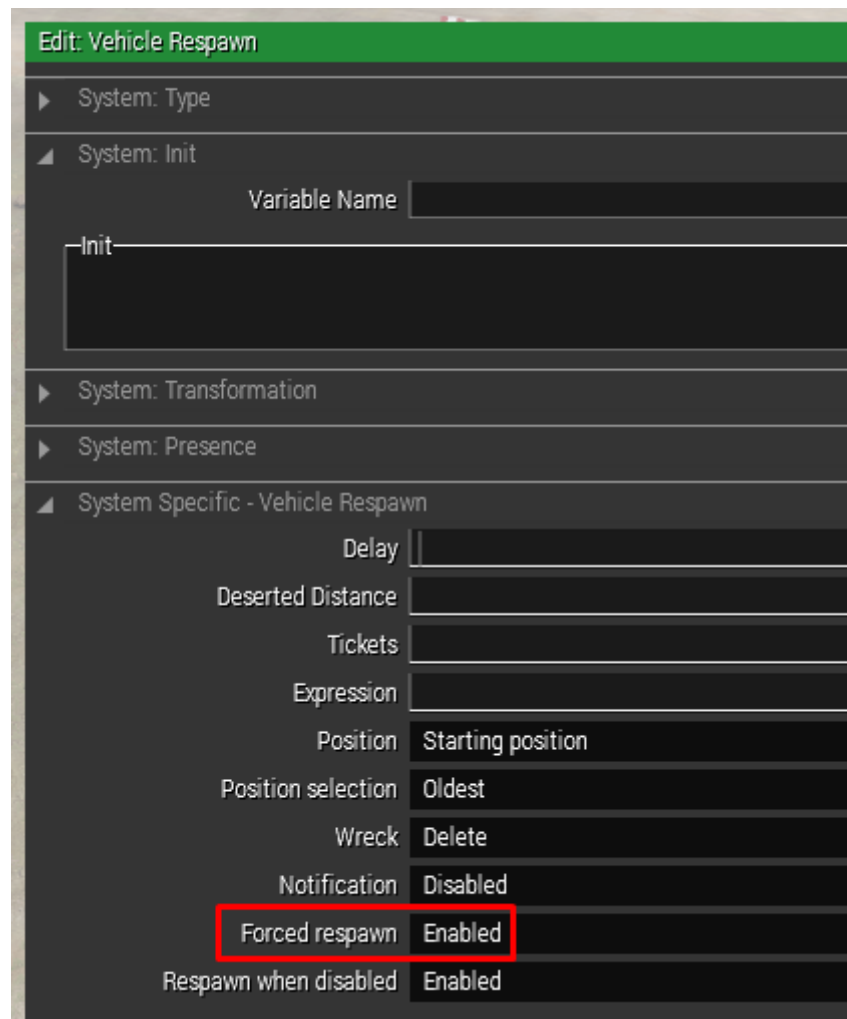 Edit: Vehicle Respawn
System: Type
System: Init
Variable Name
Init
System: Transformation
System: Presence
System Specific - Vehicle Respawn
Delay
Deserted Distance
Tickets
Expression
Position Starting position
Position selection Oldest
Wreck Delete
Notification Disabled
Forced respawn Enabled
Respawn when disabled Enabled